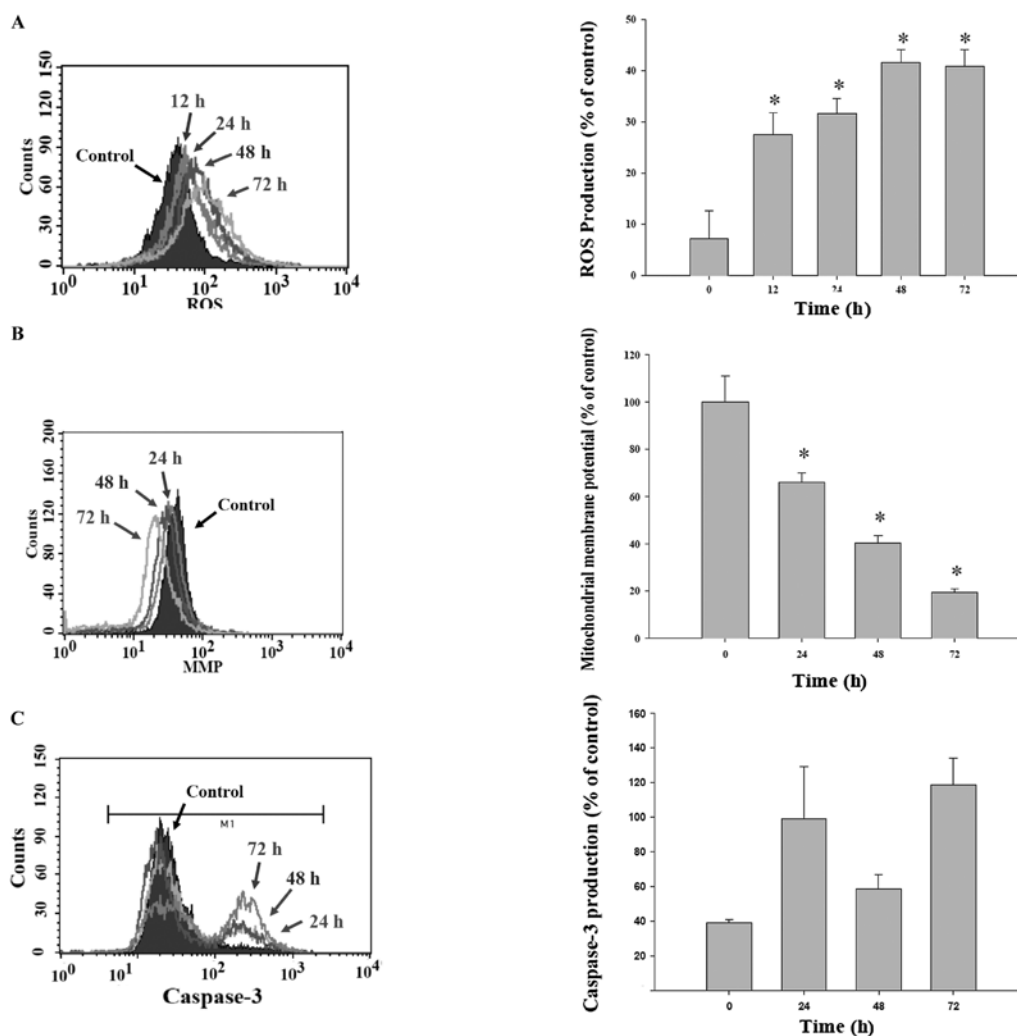 A
150
120
90
60
30
0
Counts
Control
12 h
24 h
48 h
72 h
10^0
10^1
10^2
10^3
10^4
ROS
ROS Production (% of control)
50
40
30
20
10
0
*
*
*
*
0
12
24
48
72
Time (h)
B
200
160
120
80
40
0
Counts
24 h
48 h
72 h
Control
10^0
10^1
10^2
10^3
10^4
MMP
Mitochondrial membrane potential (% of control)
120
100
80
60
40
20
0
*
*
*
0
24
48
72
Time (h)
C
150
120
90
60
30
0
Counts
Control
M1
72 h
48 h
24 h
10^0
10^1
10^2
10^3
10^4
Caspase-3
Caspase-3 production (% of control)
160
140
120
100
80
60
40
20
0
24
48
72
Time (h)